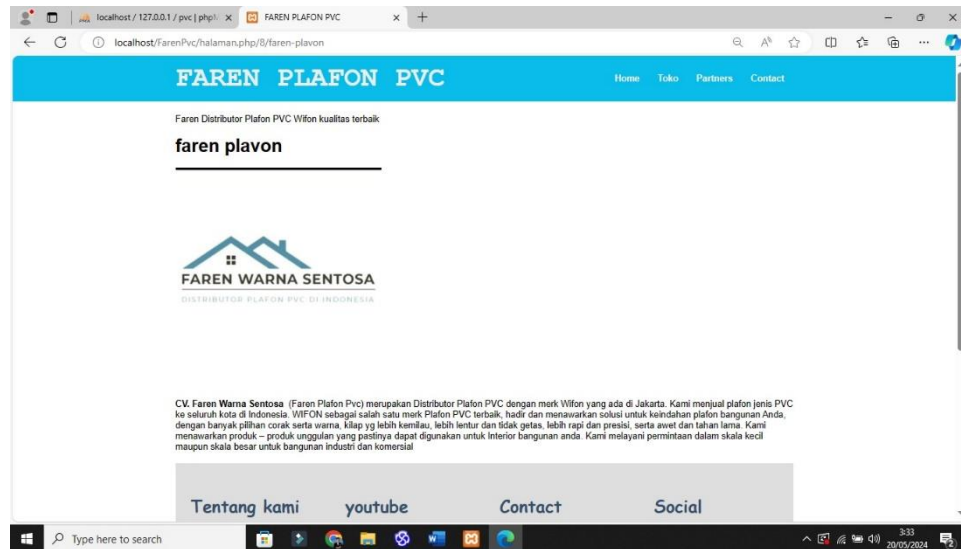 localhost / 127.0.0.1 / pvc | php
FAREN PLAFON PVC
localhost/FarenPvc/halaman.php/8/faren-plavon
FAREN PLAFON PVC
Home Toko Partners Contact
Faren Distributor Plafon PVC Wifon kualitas terbaik
faren plavon
FAREN WARNA SENTOSA
DISTRIBUTOR PLAFON PVC DI INDONESIA
CV. Faren Warna Sentosa (Faren Plafon Pvc) merupakan Distributor Plafon PVC dengan merk Wifon yang ada di Jakarta. Kami menjual plafon jenis PVC
ke seluruh kota di Indonesia. WIFON sebagai salah satu merk Plafon PVC terbaik, hadir dan menawarkan solusi untuk keindahan plafon bangunan Anda,
dengan banyak pilihan corak serta warna, kilap yg lebih kemilau, lebih lentur dan tidak getas, lebih rapi dan presisi, serta awet dan tahan lama. Kami
menawarkan produk – produk unggulan yang pastinya dapat digunakan untuk Interior bangunan anda. Kami melayani permintaan dalam skala kecil
maupun skala besar untuk bangunan industri dan komersial
Tentang kami youtube Contact Social
Type here to search
3:33
20/05/2024